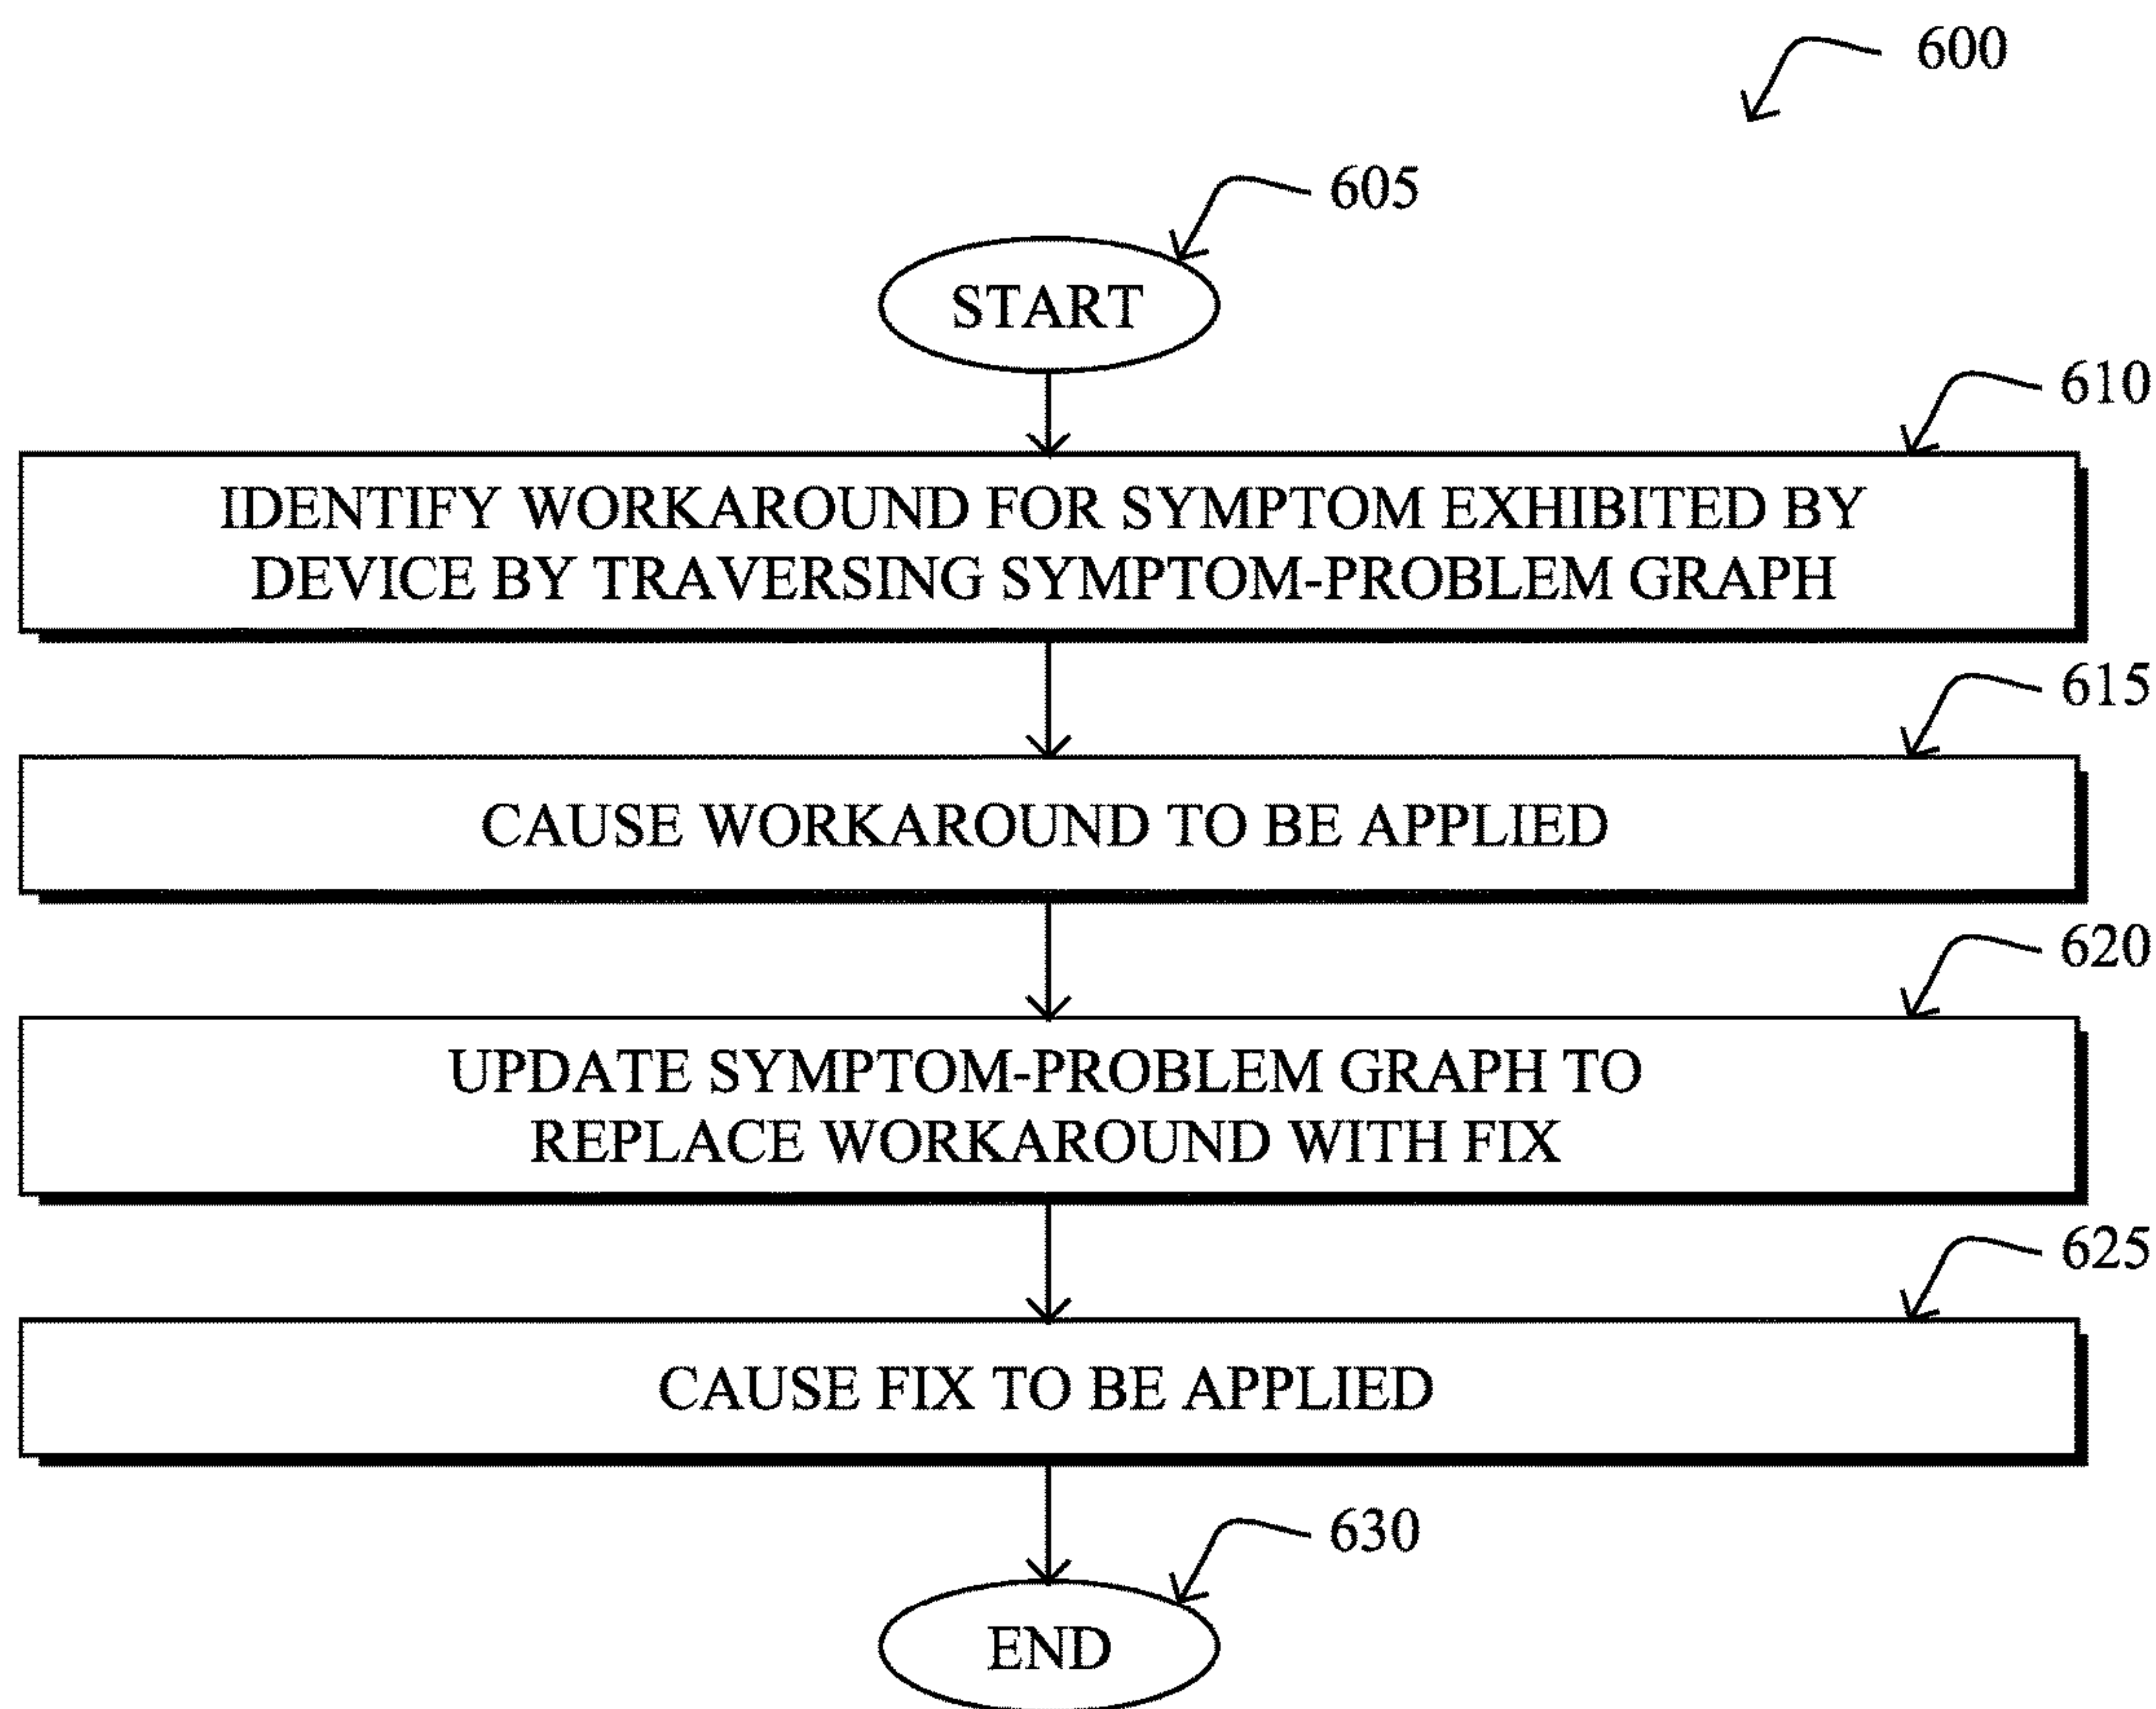 600
605
START
610
IDENTIFY WORKAROUND FOR SYMPTOM EXHIBITED BY
DEVICE BY TRAVERSING SYMPTOM-PROBLEM GRAPH
615
CAUSE WORKAROUND TO BE APPLIED
620
UPDATE SYMPTOM-PROBLEM GRAPH TO
REPLACE WORKAROUND WITH FIX
625
CAUSE FIX TO BE APPLIED
630
END